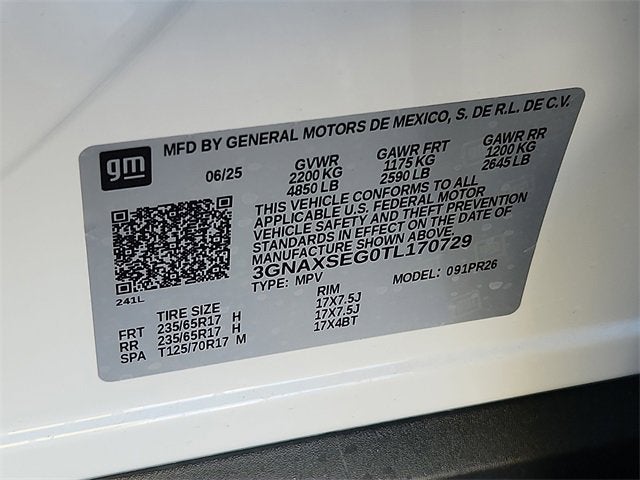 gm
MFD BY GENERAL MOTORS DE MEXICO, S. DE R.L. DE C.V.
06/25 GVWR GAWR FRT GAWR RR
2200 KG 1175 KG 1200 KG
4850 LB 2590 LB 2645 LB
THIS VEHICLE CONFORMS TO ALL
APPLICABLE U.S. FEDERAL MOTOR
VEHICLE SAFETY AND THEFT PREVENTION
STANDARDS IN EFFECT ON THE DATE OF
MANUFACTURE SHOWN ABOVE.
3GNAXSEG0TL170729
TYPE: MPV MODEL: 091PR26
241L
TIRE SIZE RIM
FRT 235/65R17 H 17X7.5J
RR 235/65R17 H 17X7.5J
SPA T125/70R17 M 17X4BT